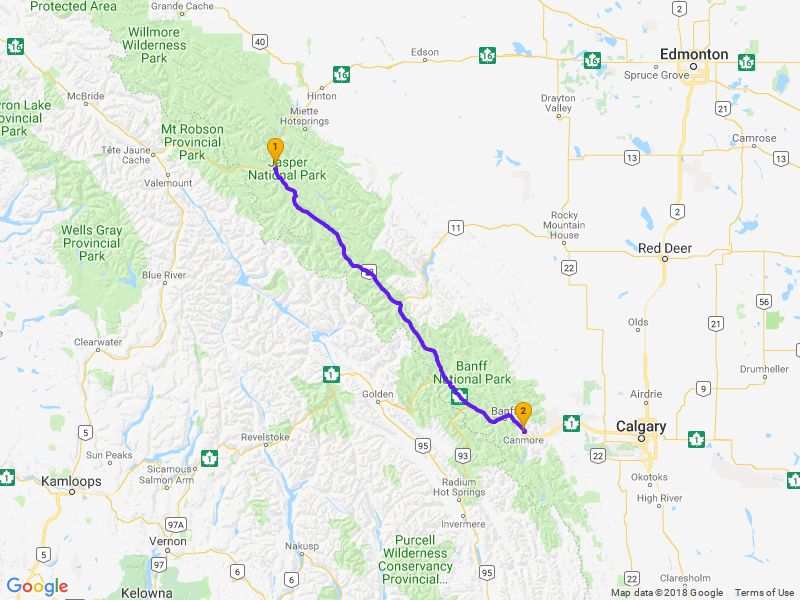 Protected Area
Grande Cache
2
16
Willmore
Wilderness
Park
40
Edson
16
16
Edmonton
16
Spruce Grove
16
Hinton
McBride
Drayton
Valley
21
Miette
Hotsprings
Lake
Provincial
Park
Mt Robson
Provincial
Park
Camrose
Tête Jaune
Cache
1
Jasper
National Park
13
13
Valemount
2
Wells Gray
Provincial
Park
11
Rocky
Mountain
House
Red Deer
22
Blue River
56
21
Olds
5
Clearwater
Banff
National Park
Drumheller
1
Golden
9
Airdrie
Banff
2
1
Calgary
1
Canmore
Revelstoke
95
93
22
Sun Peaks
1
Sicamous
Salmon Arm
1
Kamloops
Radium
Hot Springs
Okotoks
High River
1
97A
Invermere
5
Vernon
Purcell
Wilderness
Conservancy
Provincial...
Nakusp
97
6
6
95
Claresholm
Google
Kelowna
Map data ©2018 Google
Terms of Use